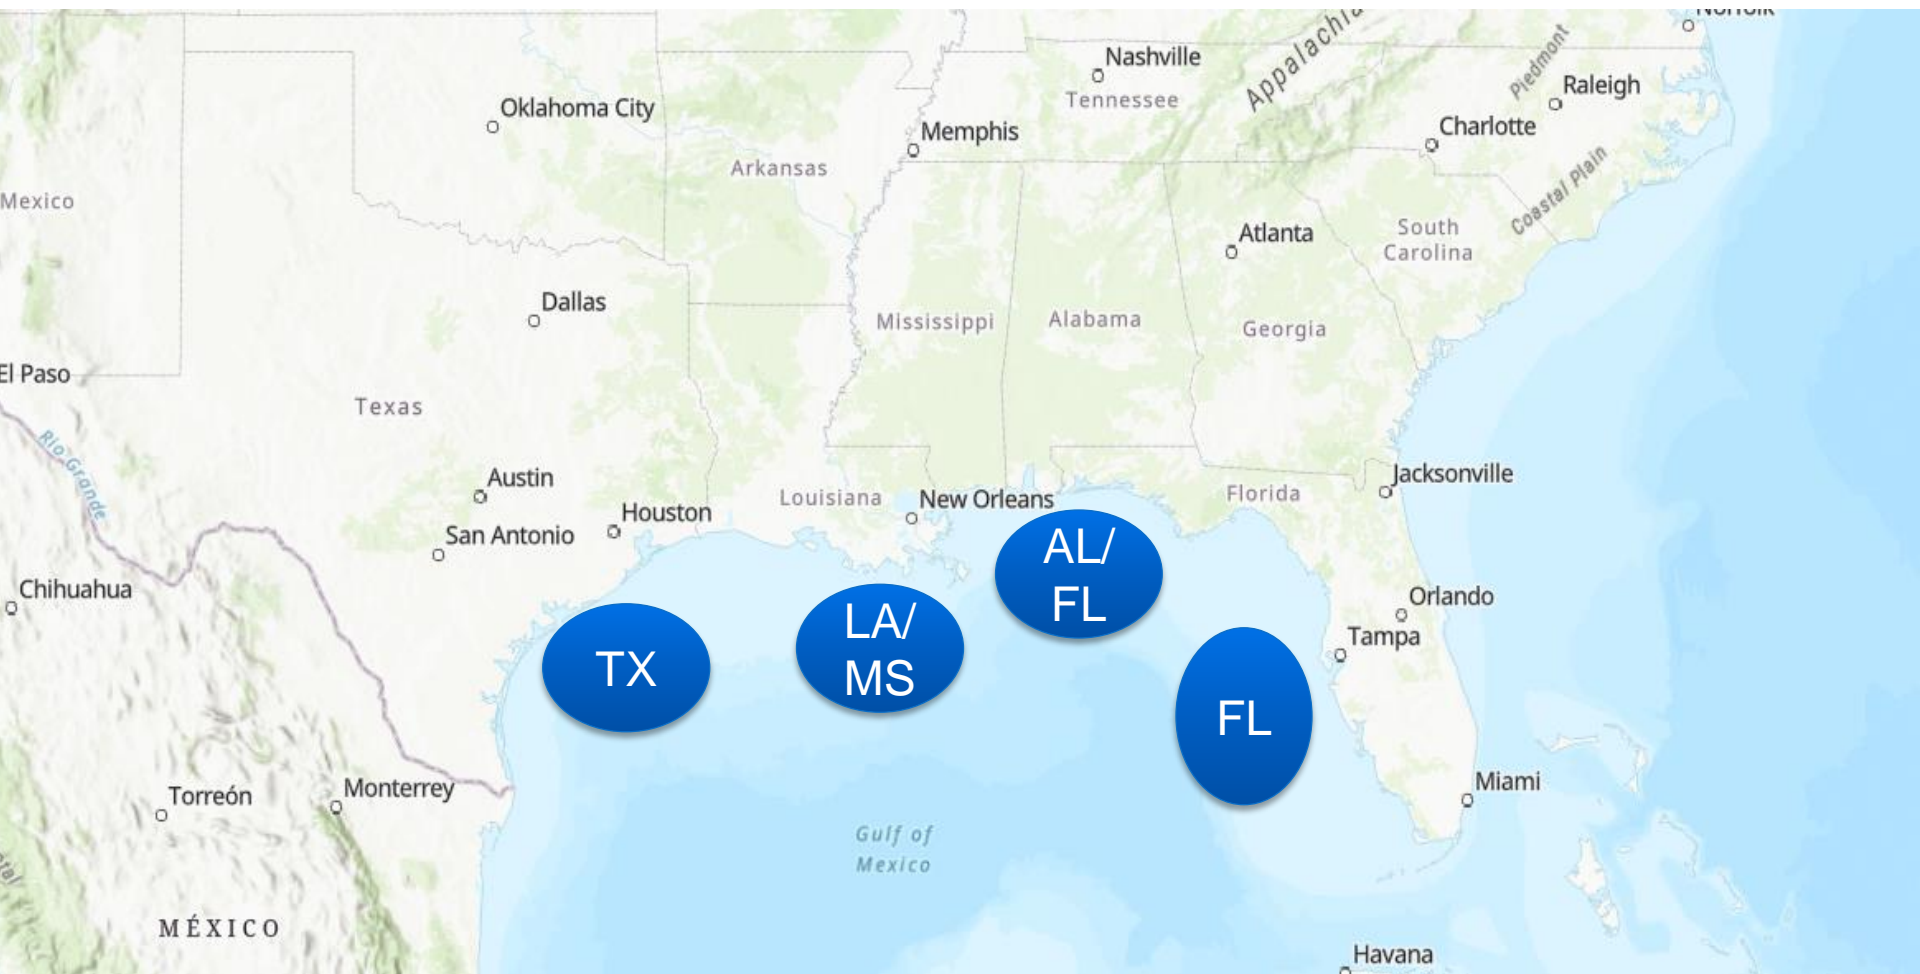 Norfolk
Nashville
Tennessee
Appalachia
Piedmont
Raleigh
Oklahoma City
Memphis
Charlotte
Arkansas
Coastal Plain
Mexico
Atlanta
South
Carolina
Dallas
Mississippi
Alabama
Georgia
El Paso
Texas
Rio Grande
Austin
Jacksonville
Louisiana
New Orleans
Florida
Houston
San Antonio
AL/
FL
Chihuahua
Orlando
LA/
MS
Tampa
TX
FL
Miami
Torreón
Monterrey
Gulf of
Mexico
MÉXICO
Havana